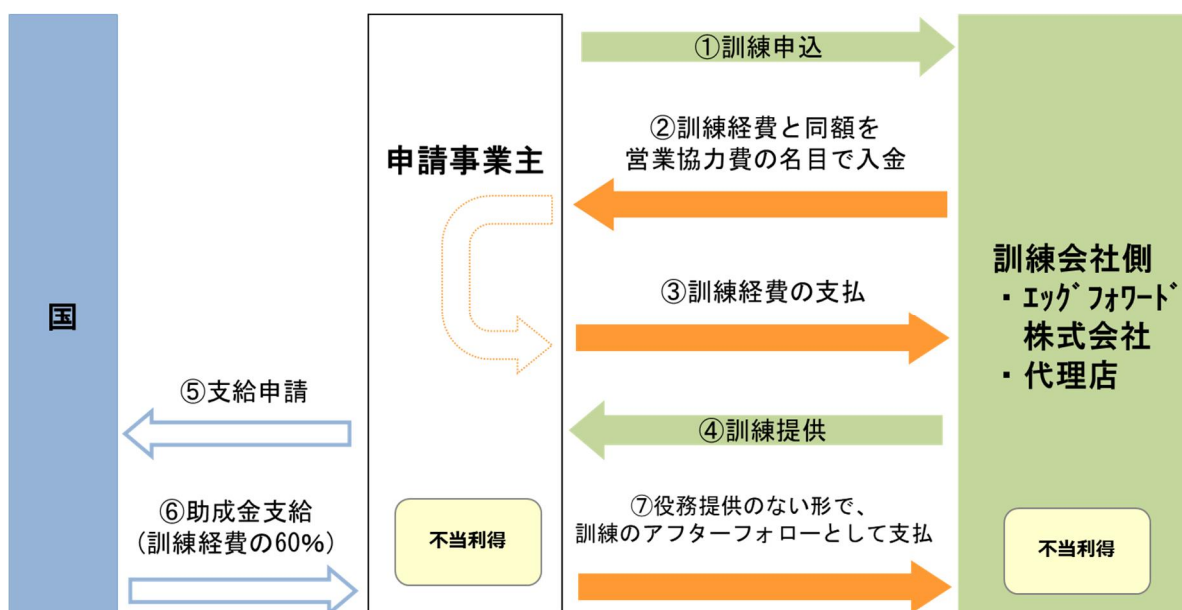 ①訓練申込
②訓練経費と同額を
営業協力費の名目で入金
申請事業主
③訓練経費の支払
訓練会社側
・ｴｯｸﾞﾌｫﾜｰﾄﾞ
株式会社
・代理店
国
⑤支給申請
④訓練提供
⑥助成金支給
（訓練経費の60%）
不当利得
⑦役務提供のない形で、
訓練のアフターフォローとして支払
不当利得